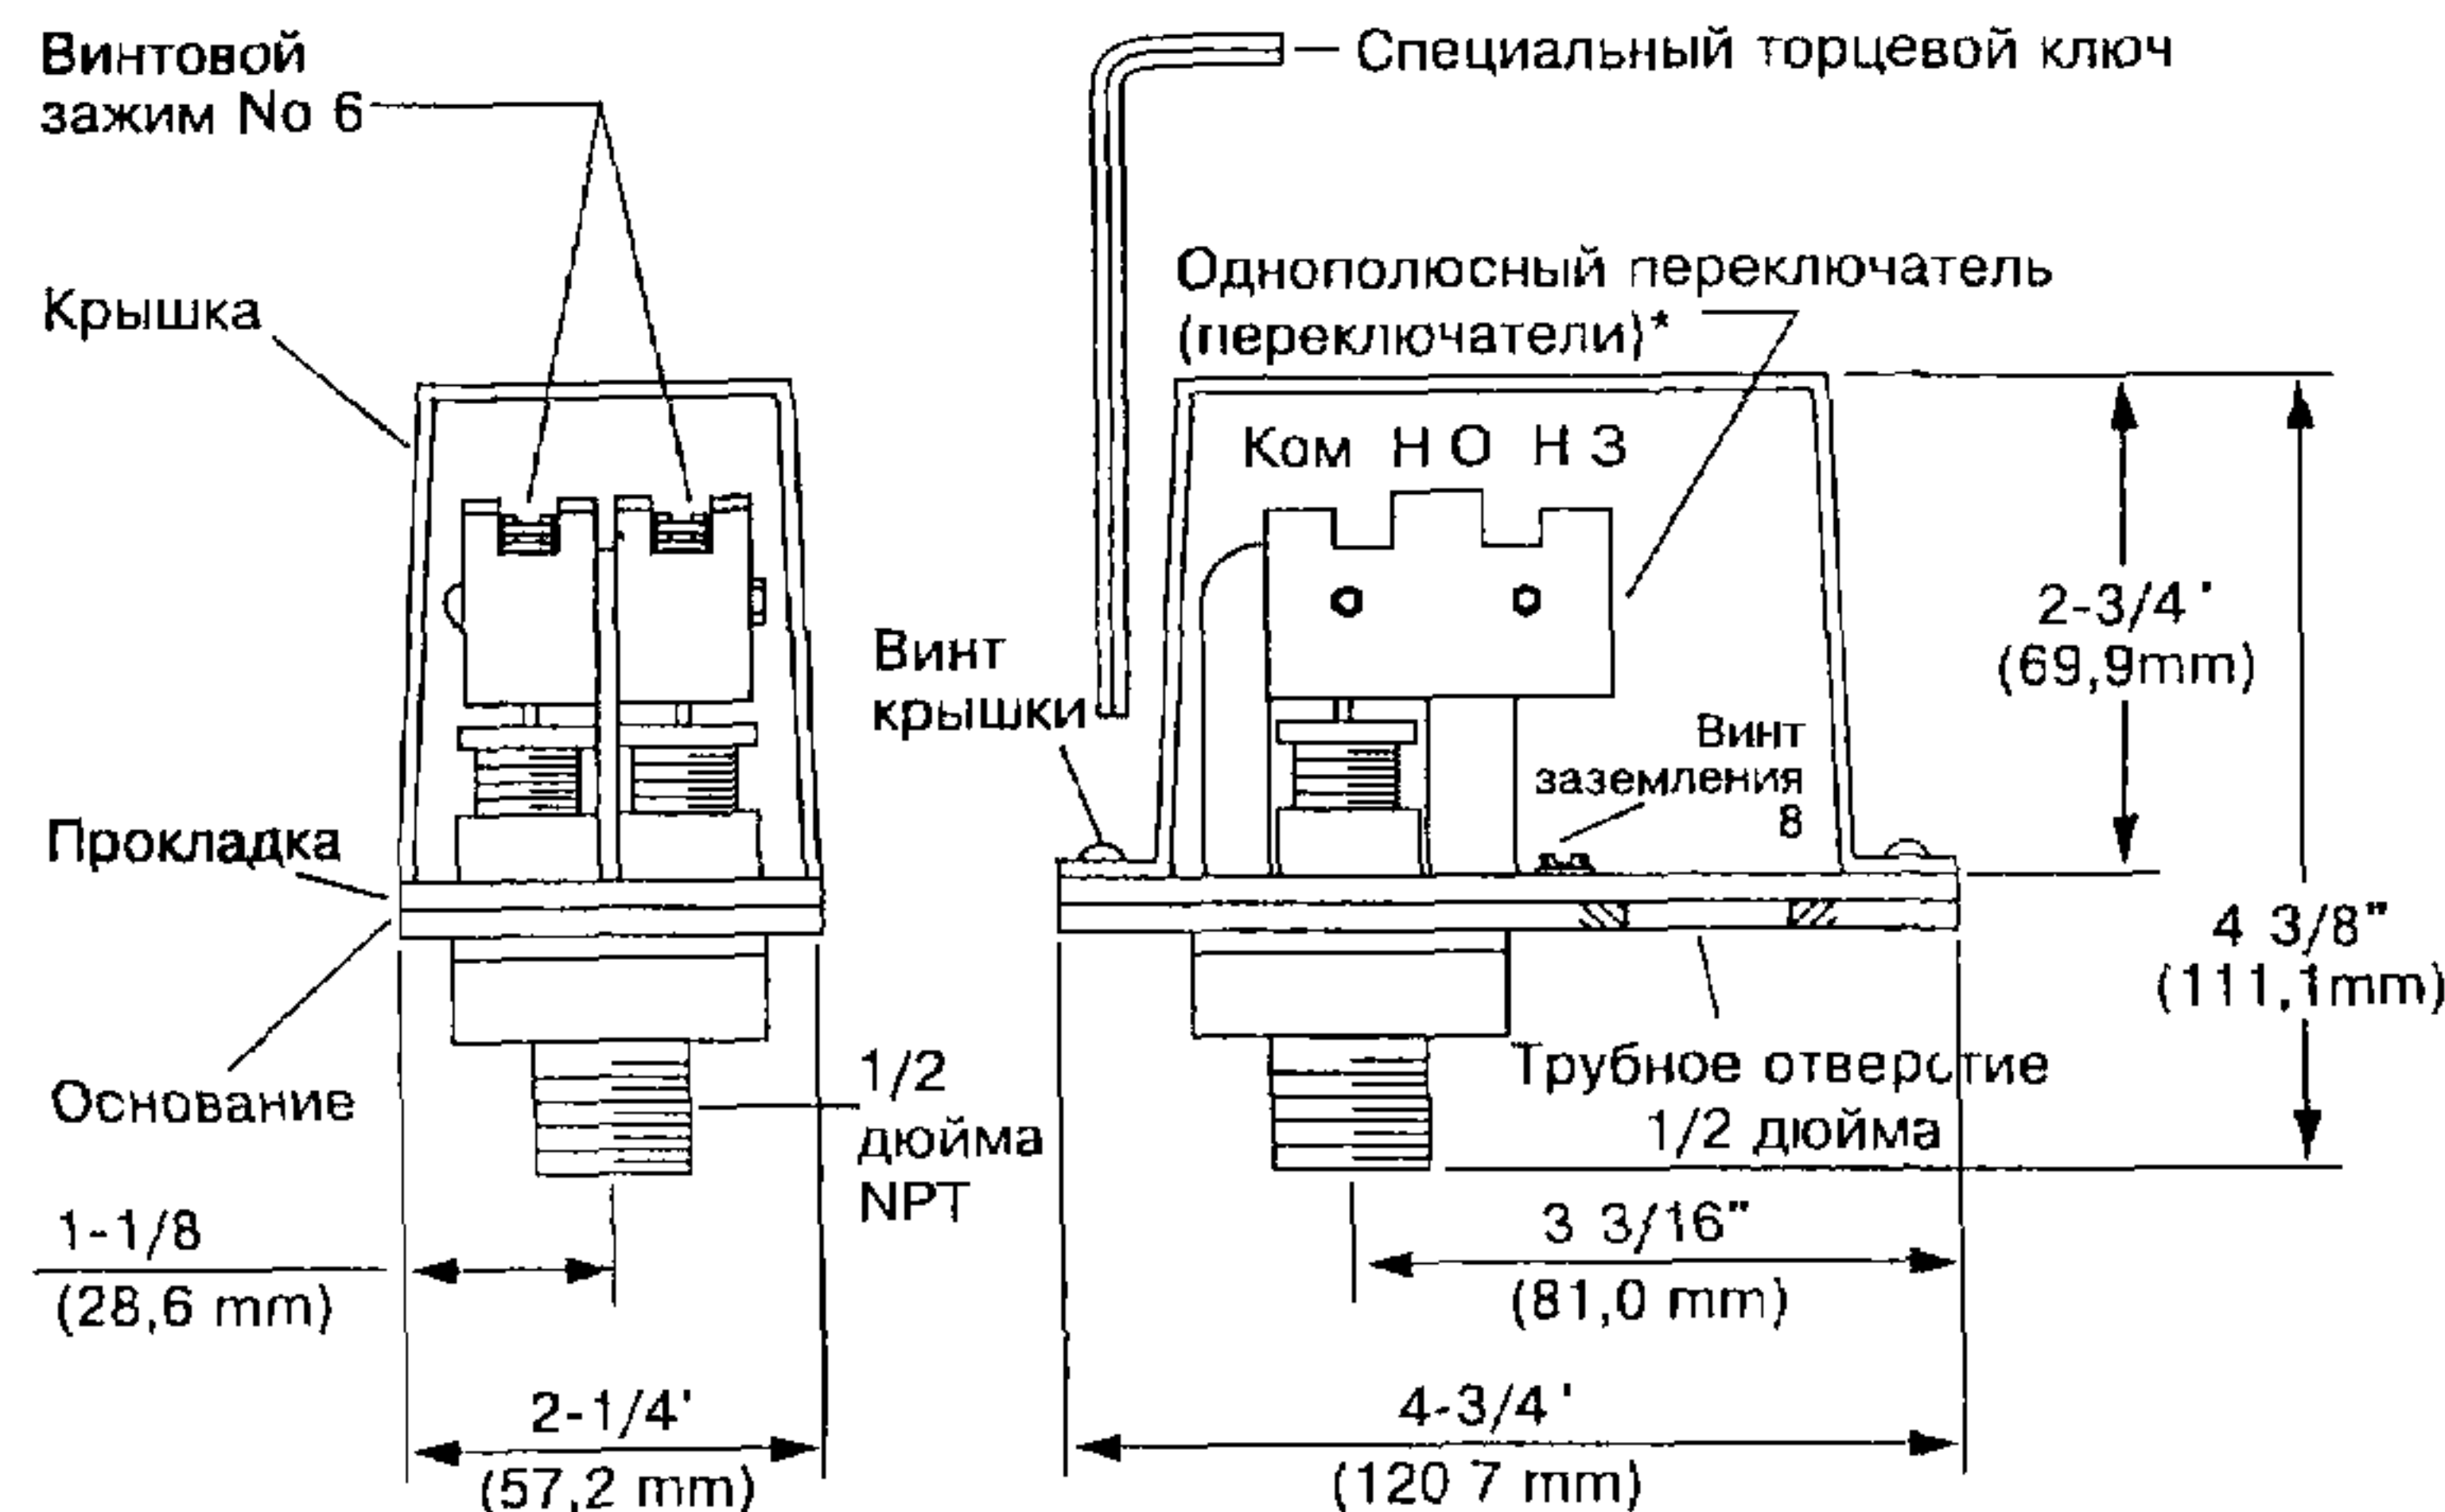 Винтовой
зажим No 6
Специальный торцевой ключ
Однополюсный переключатель
(переключатели)*
Крышка
Ком Н О Н З
2-3/4'
(69,9mm)
Винт
крышки
Винт
заземления
8
Прокладка
4 3/8"
(111,1mm)
Основание
1/2
дюйма
NPT
Трубное отверстие
1/2 дюйма
1-1/8
(28,6 mm)
3 3/16"
(81,0 mm)
2-1/4'
(57,2 mm)
4-3/4'
(120 7 mm)